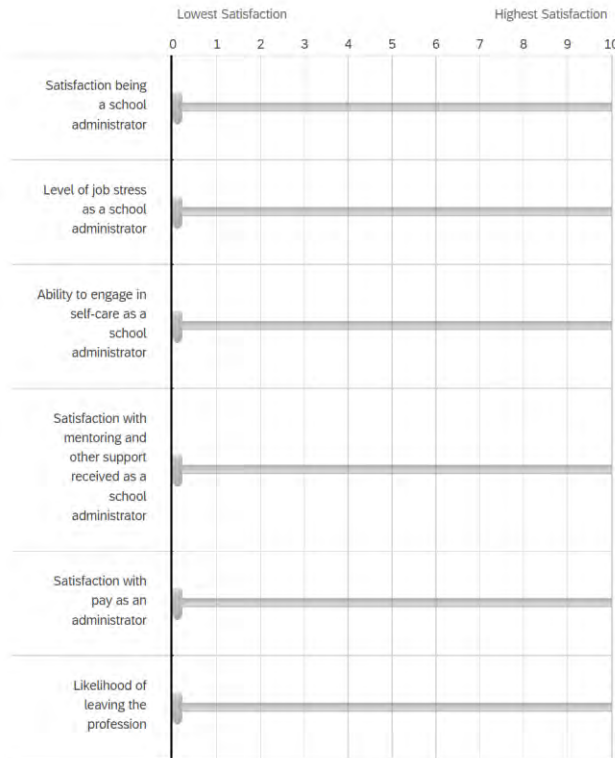 Lowest Satisfaction Highest Satisfaction
0 1 2 3 4 5 6 7 8 9 10
Satisfaction being
a school
administrator
Level of job stress
as a school
administrator
Ability to engage in
self-care as a
school
administrator
Satisfaction with
mentoring and
other support
received as a
school
administrator
Satisfaction with
pay as an
administrator
Likelihood of
leaving the
profession